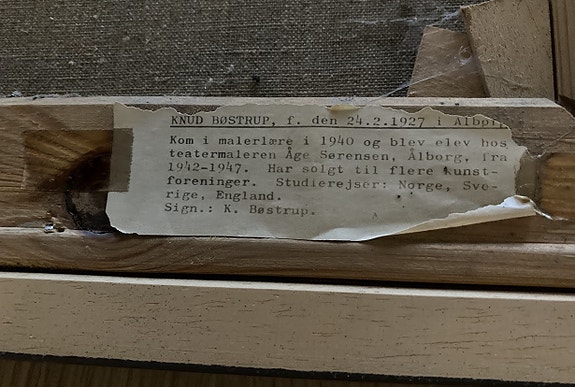 KNUD BØSTRUP, f. den 24.2.1927 i Ålborg
Kom i malerlære i 1940 og blev elev hos
teatermaleren Åge Sørensen, Ålborg, fra
1942-1947. Har solgt til flere kunst-
foreninger. Studierejser: Norge, Sve-
rige, England.
Sign.: K. Bøstrup.